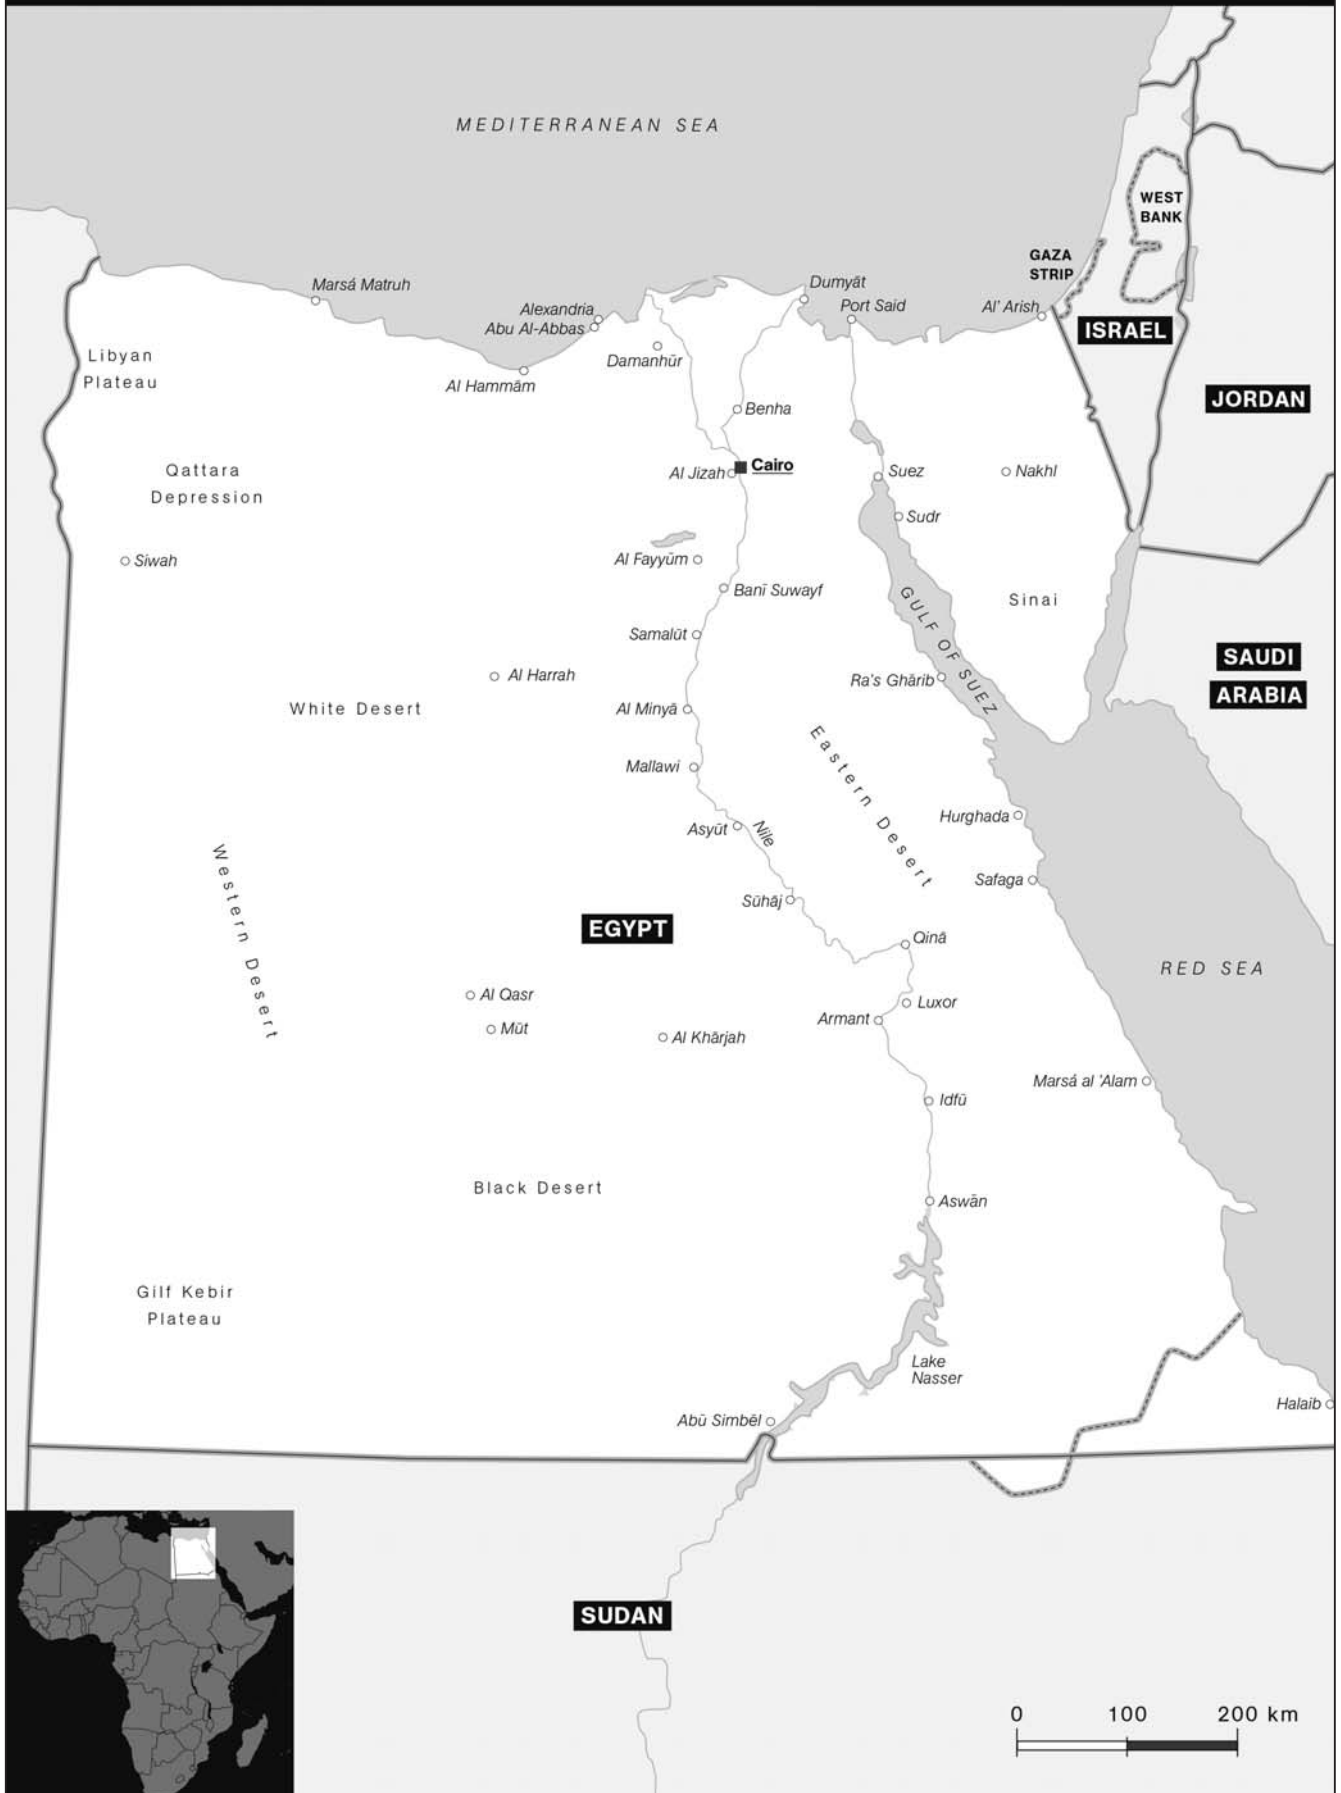 MEDITERRANEAN SEA
WEST
BANK
GAZA
STRIP
Marsá Matruh
Dumyāt
Alexandria
Port Said
Al' Arish
Abu Al-Abbas
ISRAEL
Libyan
Plateau
Damanhūr
Al Hammām
JORDAN
Benha
Cairo
Al Jizah
Suez
Nakhl
Qattara
Depression
Sudr
Siwah
Al Fayyūm
Banī Suwayf
Sinai
GULF OF SUEZ
Samalūt
SAUDI
ARABIA
Al Harrah
Ra's Ghārib
White Desert
Al Minyā
Mallawi
Eastern Desert
Hurghada
Asyūt
Nile
Safaga
Western Desert
Sūhāj
EGYPT
Qinā
RED SEA
Al Qasr
Luxor
Armant
Mūt
Al Khārjah
Marsá al 'Alam
Idfū
Black Desert
Aswān
Gilf Kebir
Plateau
Lake
Nasser
Halaib
Abū Simbēl
SUDAN
0 100 200 km